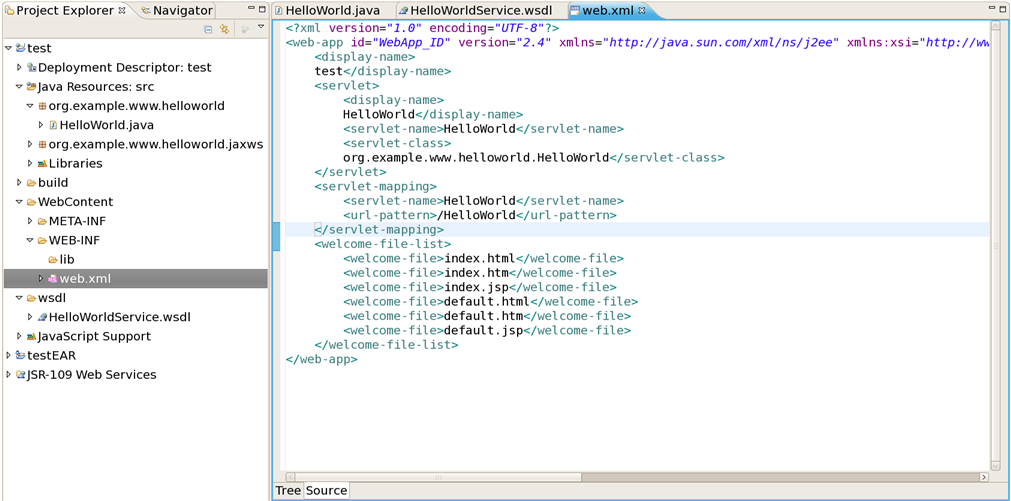 Project Explorer
Navigator
test
Deployment Descriptor: test
Java Resources: src
org.example.www.helloworld
HelloWorld.java
org.example.www.helloworld.jaxws
Libraries
build
WebContent
META-INF
WEB-INF
lib
web.xml
wsdl
HelloWorldService.wsdl
JavaScript Support
testEAR
JSR-109 Web Services
HelloWorld.java HelloWorldService.wsdl web.xml
<?xml version="1.0" encoding="UTF-8"?>
<web-app id="WebApp_ID" version="2.4" xmlns="http://java.sun.com/xml/ns/j2ee" xmlns:xsi="http://ww
<display-name>
test</display-name>
<servlet>
<display-name>
HelloWorld</display-name>
<servlet-name>HelloWorld</servlet-name>
<servlet-class>
org.example.www.helloworld.HelloWorld</servlet-class>
</servlet>
<servlet-mapping>
<servlet-name>HelloWorld</servlet-name>
<url-pattern>/HelloWorld</url-pattern>
</servlet-mapping>
<welcome-file-list>
<welcome-file>index.html</welcome-file>
<welcome-file>index.htm</welcome-file>
<welcome-file>index.jsp</welcome-file>
<welcome-file>default.html</welcome-file>
<welcome-file>default.htm</welcome-file>
<welcome-file>default.jsp</welcome-file>
</welcome-file-list>
</web-app>
Tree Source